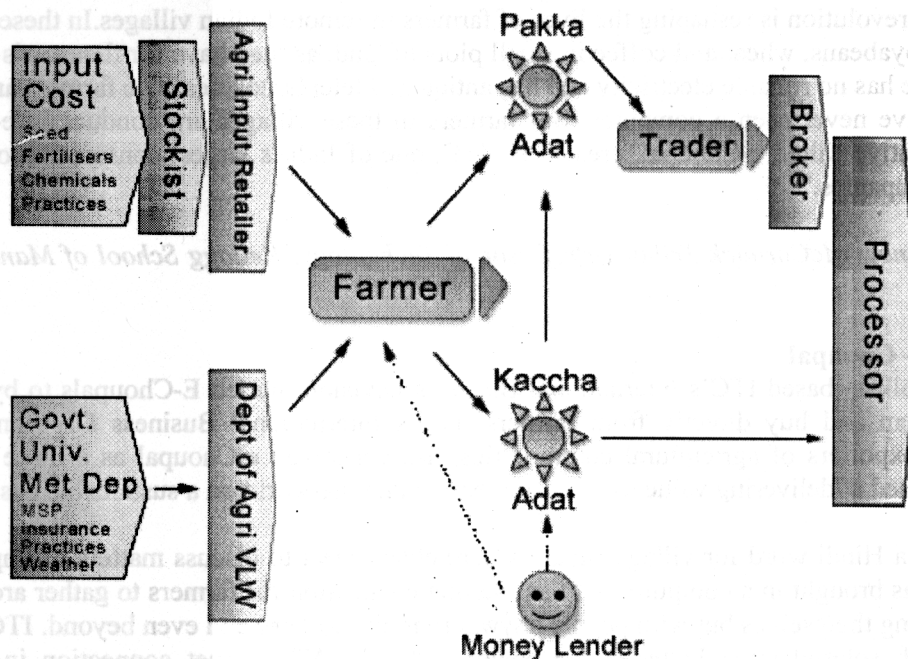 Input
Cost
Seed
Fertilisers
Chemicals
Practices
Stockist
Agri Input Retailer
Pakka
Adat
Trader
Broker
Processor
Farmer
Govt.
Univ.
Met Dep
MSP
Insurance
Practices
Weather
Dept of Agri VLW
Kaccha
Adat
Money Lender